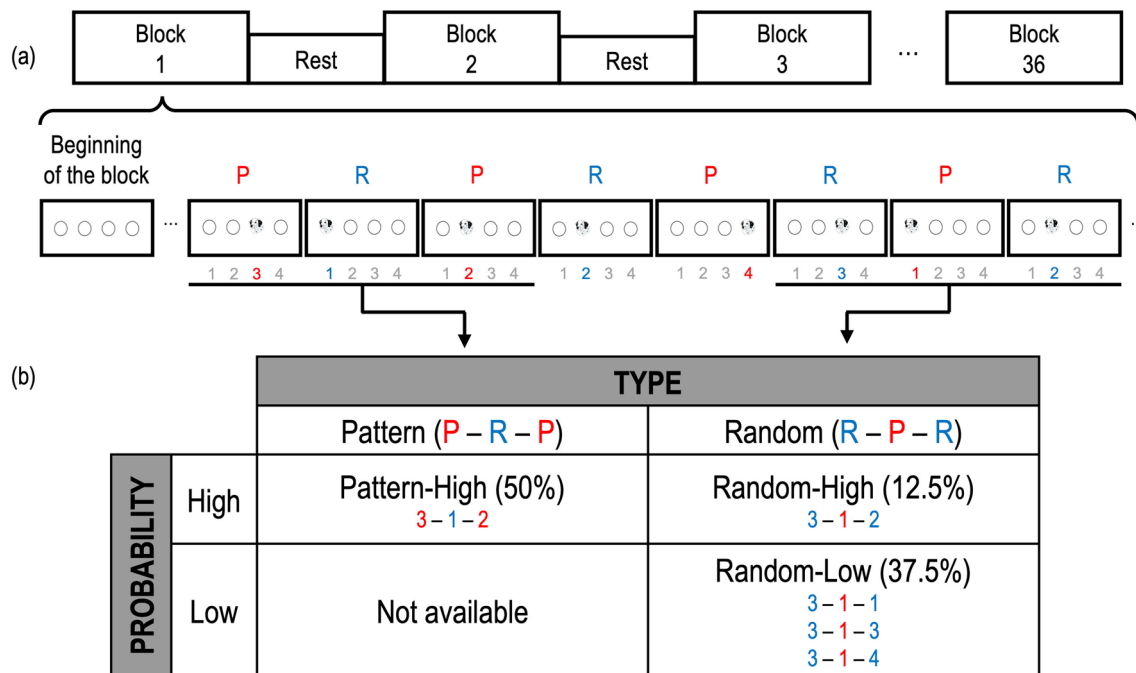 (a)
Block 1
Rest
Block 2
Rest
Block 3
...
Block 36
Beginning of the block
P R P R P R P R
... ...
1 2 3 4 1 2 3 4 1 2 3 4 1 2 3 4 1 2 3 4 1 2 3 4 1 2 3 4 1 2 3 4
(b)
TYPE
Pattern (P – R – P) Random (R – P – R)
PROBABILITY
High
Pattern-High (50%)
3 – 1 – 2
Random-High (12.5%)
3 – 1 – 2
Low
Not available
Random-Low (37.5%)
3 – 1 – 1
3 – 1 – 3
3 – 1 – 4